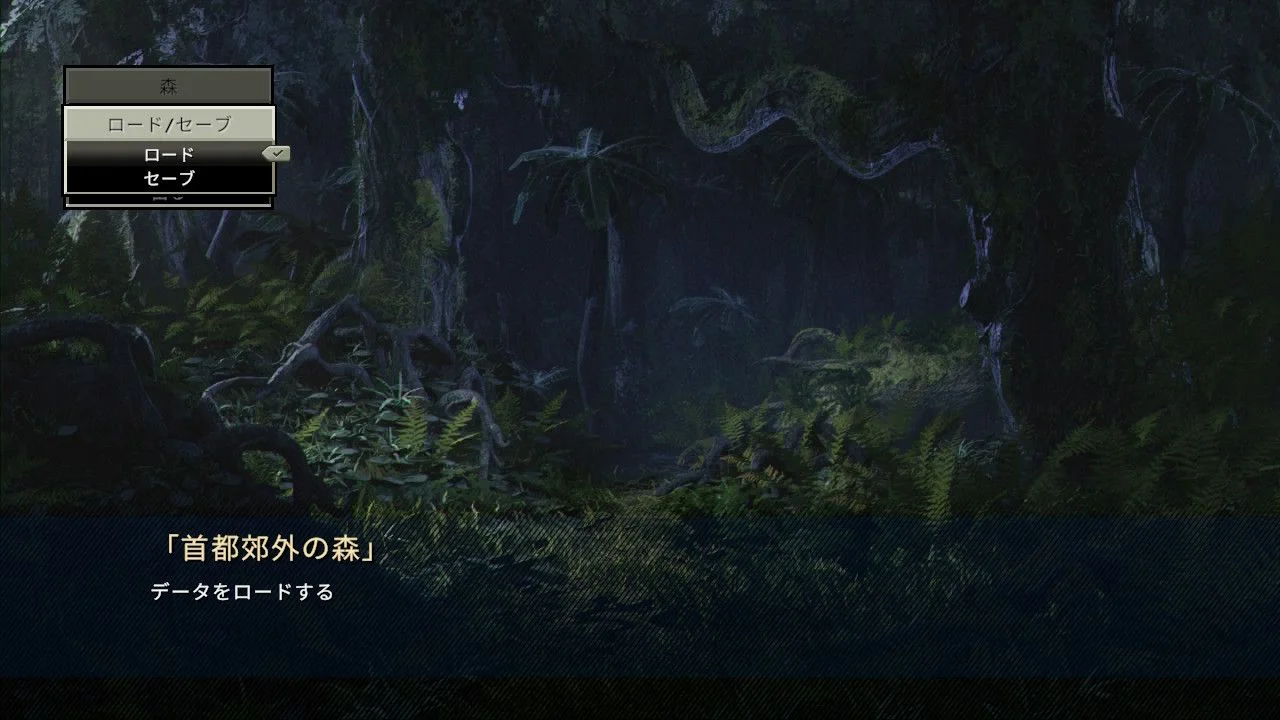 森
ロード/セーブ
ロード
セーブ
「首都郊外の森」
データをロードする